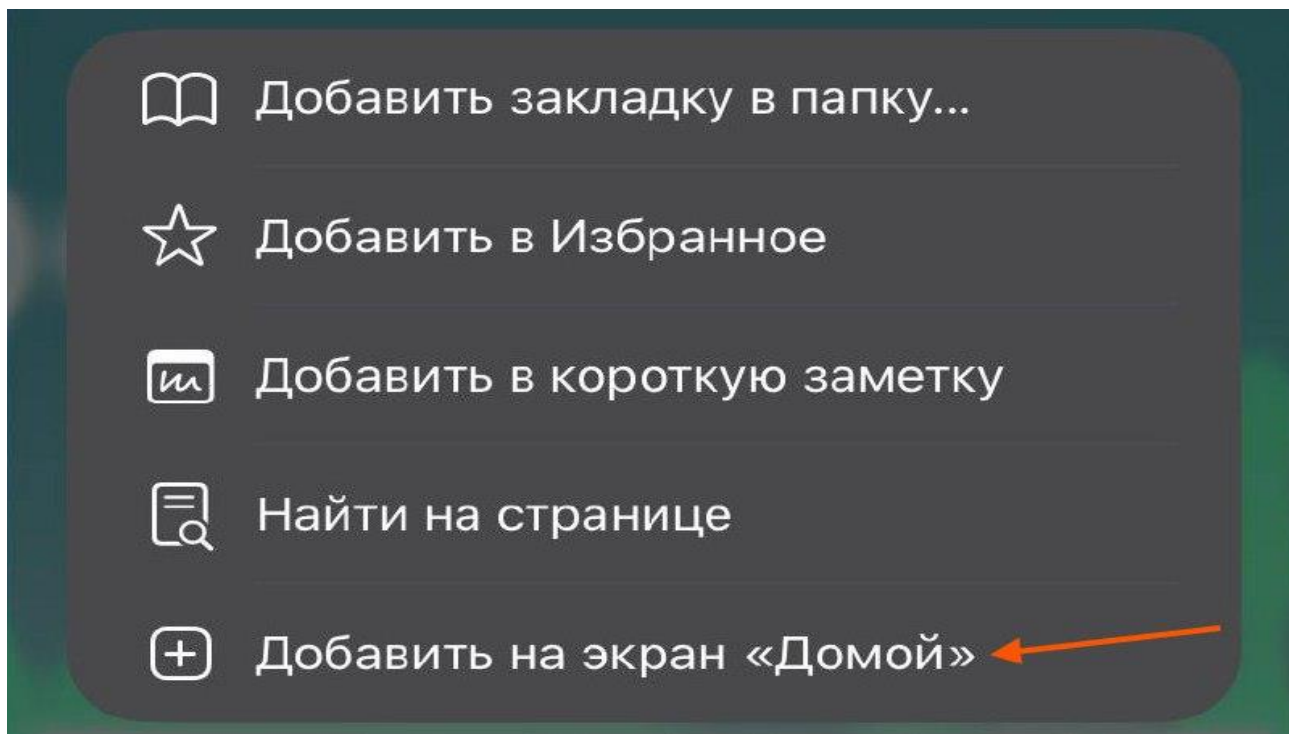 Добавить закладку в папку...
Добавить в Избранное
Добавить в короткую заметку
Найти на странице
Добавить на экран «Домой»